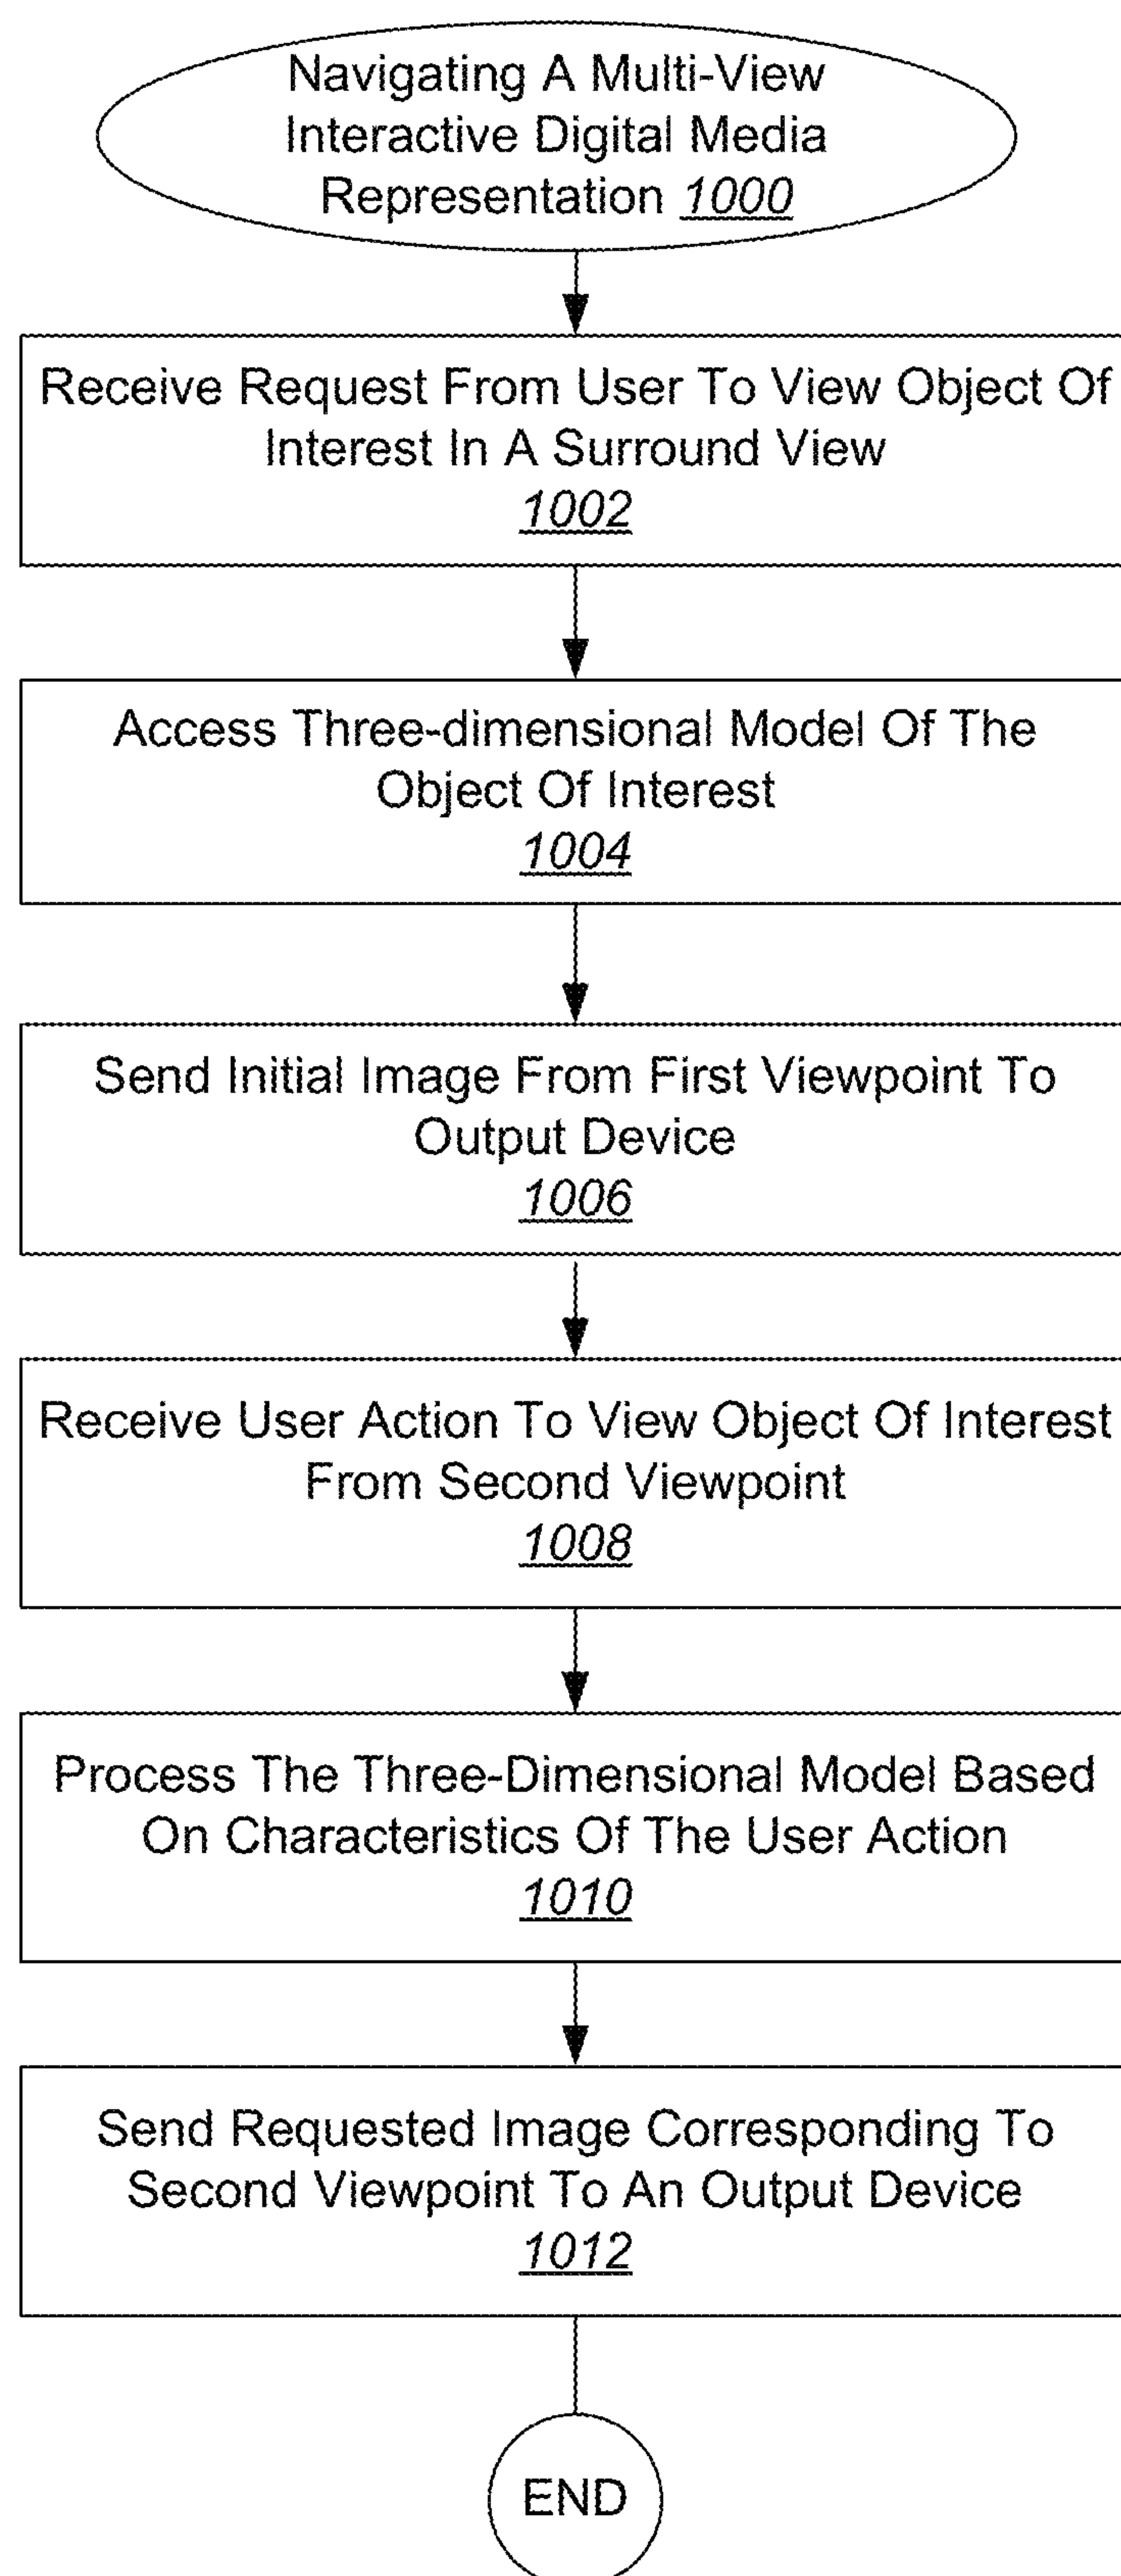 Navigating A Multi-View
Interactive Digital Media
Representation 1000
Receive Request From User To View Object Of
Interest In A Surround View
1002
Access Three-dimensional Model Of The
Object Of Interest
1004
Send Initial Image From First Viewpoint To
Output Device
1006
Receive User Action To View Object Of Interest
From Second Viewpoint
1008
Process The Three-Dimensional Model Based
On Characteristics Of The User Action
1010
Send Requested Image Corresponding To
Second Viewpoint To An Output Device
1012
END